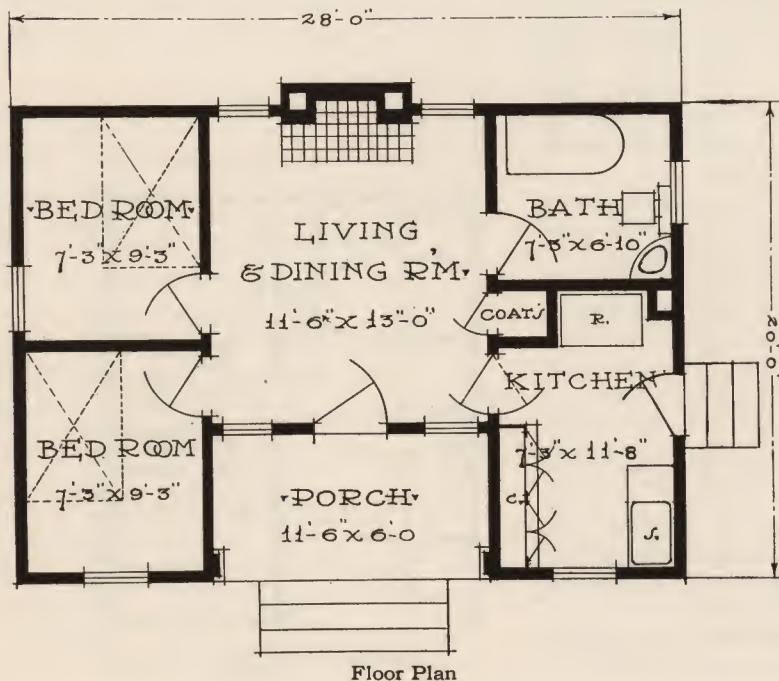 28'-0"
BED ROOM
7'-3" x 9'-3"
LIVING
& DINING R'M.
11'-6" x 13'-0"
BATH
7'-3" x 6'-10"
COATS
R.
20'-0"
KITCHEN
7'-3" x 11'-8"
BED ROOM
7'-3" x 9'-3"
PORCH
11'-6" x 6'-0
C.
S.
Floor Plan